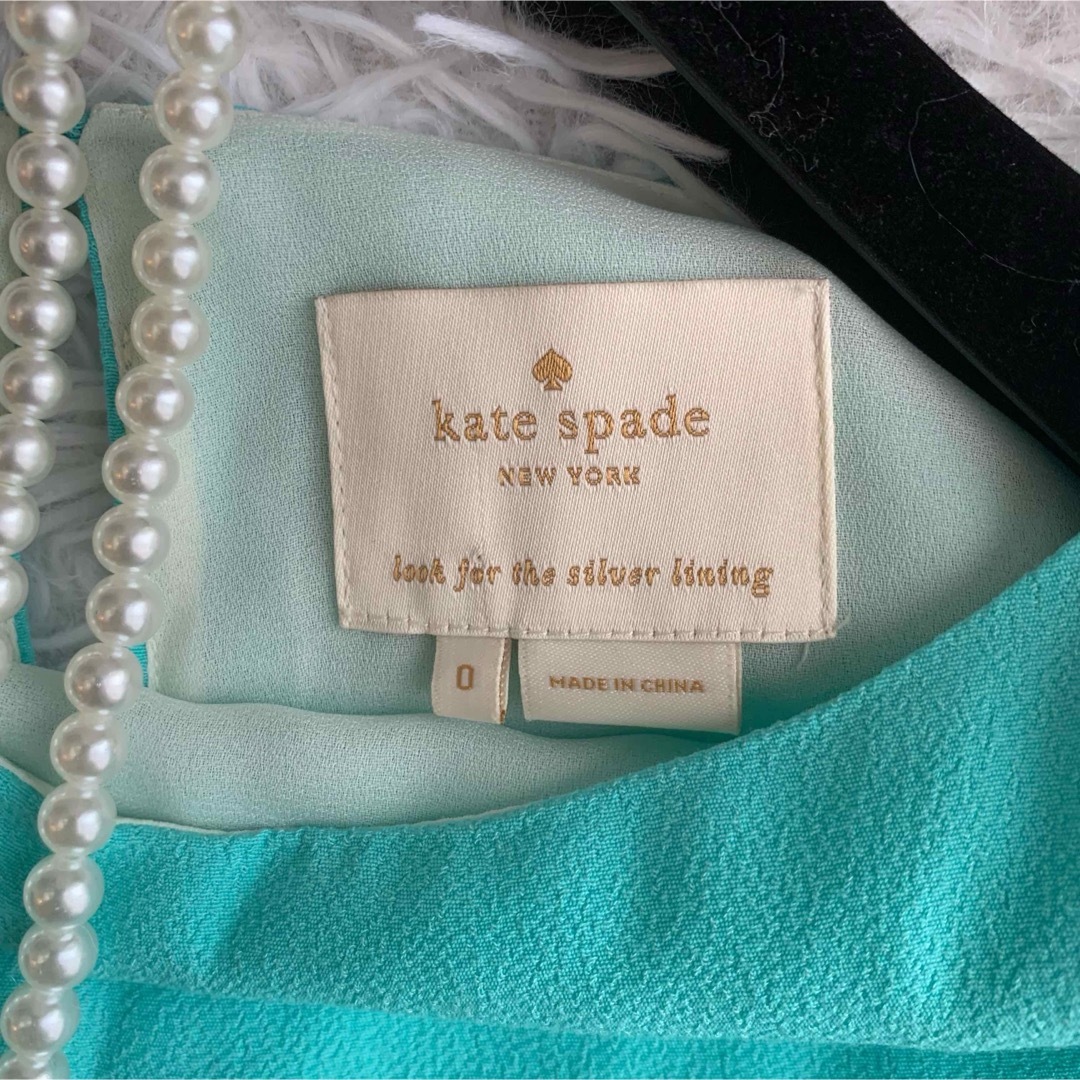 kate spade
NEW YORK
look for the silver lining
0
MADE IN CHINA